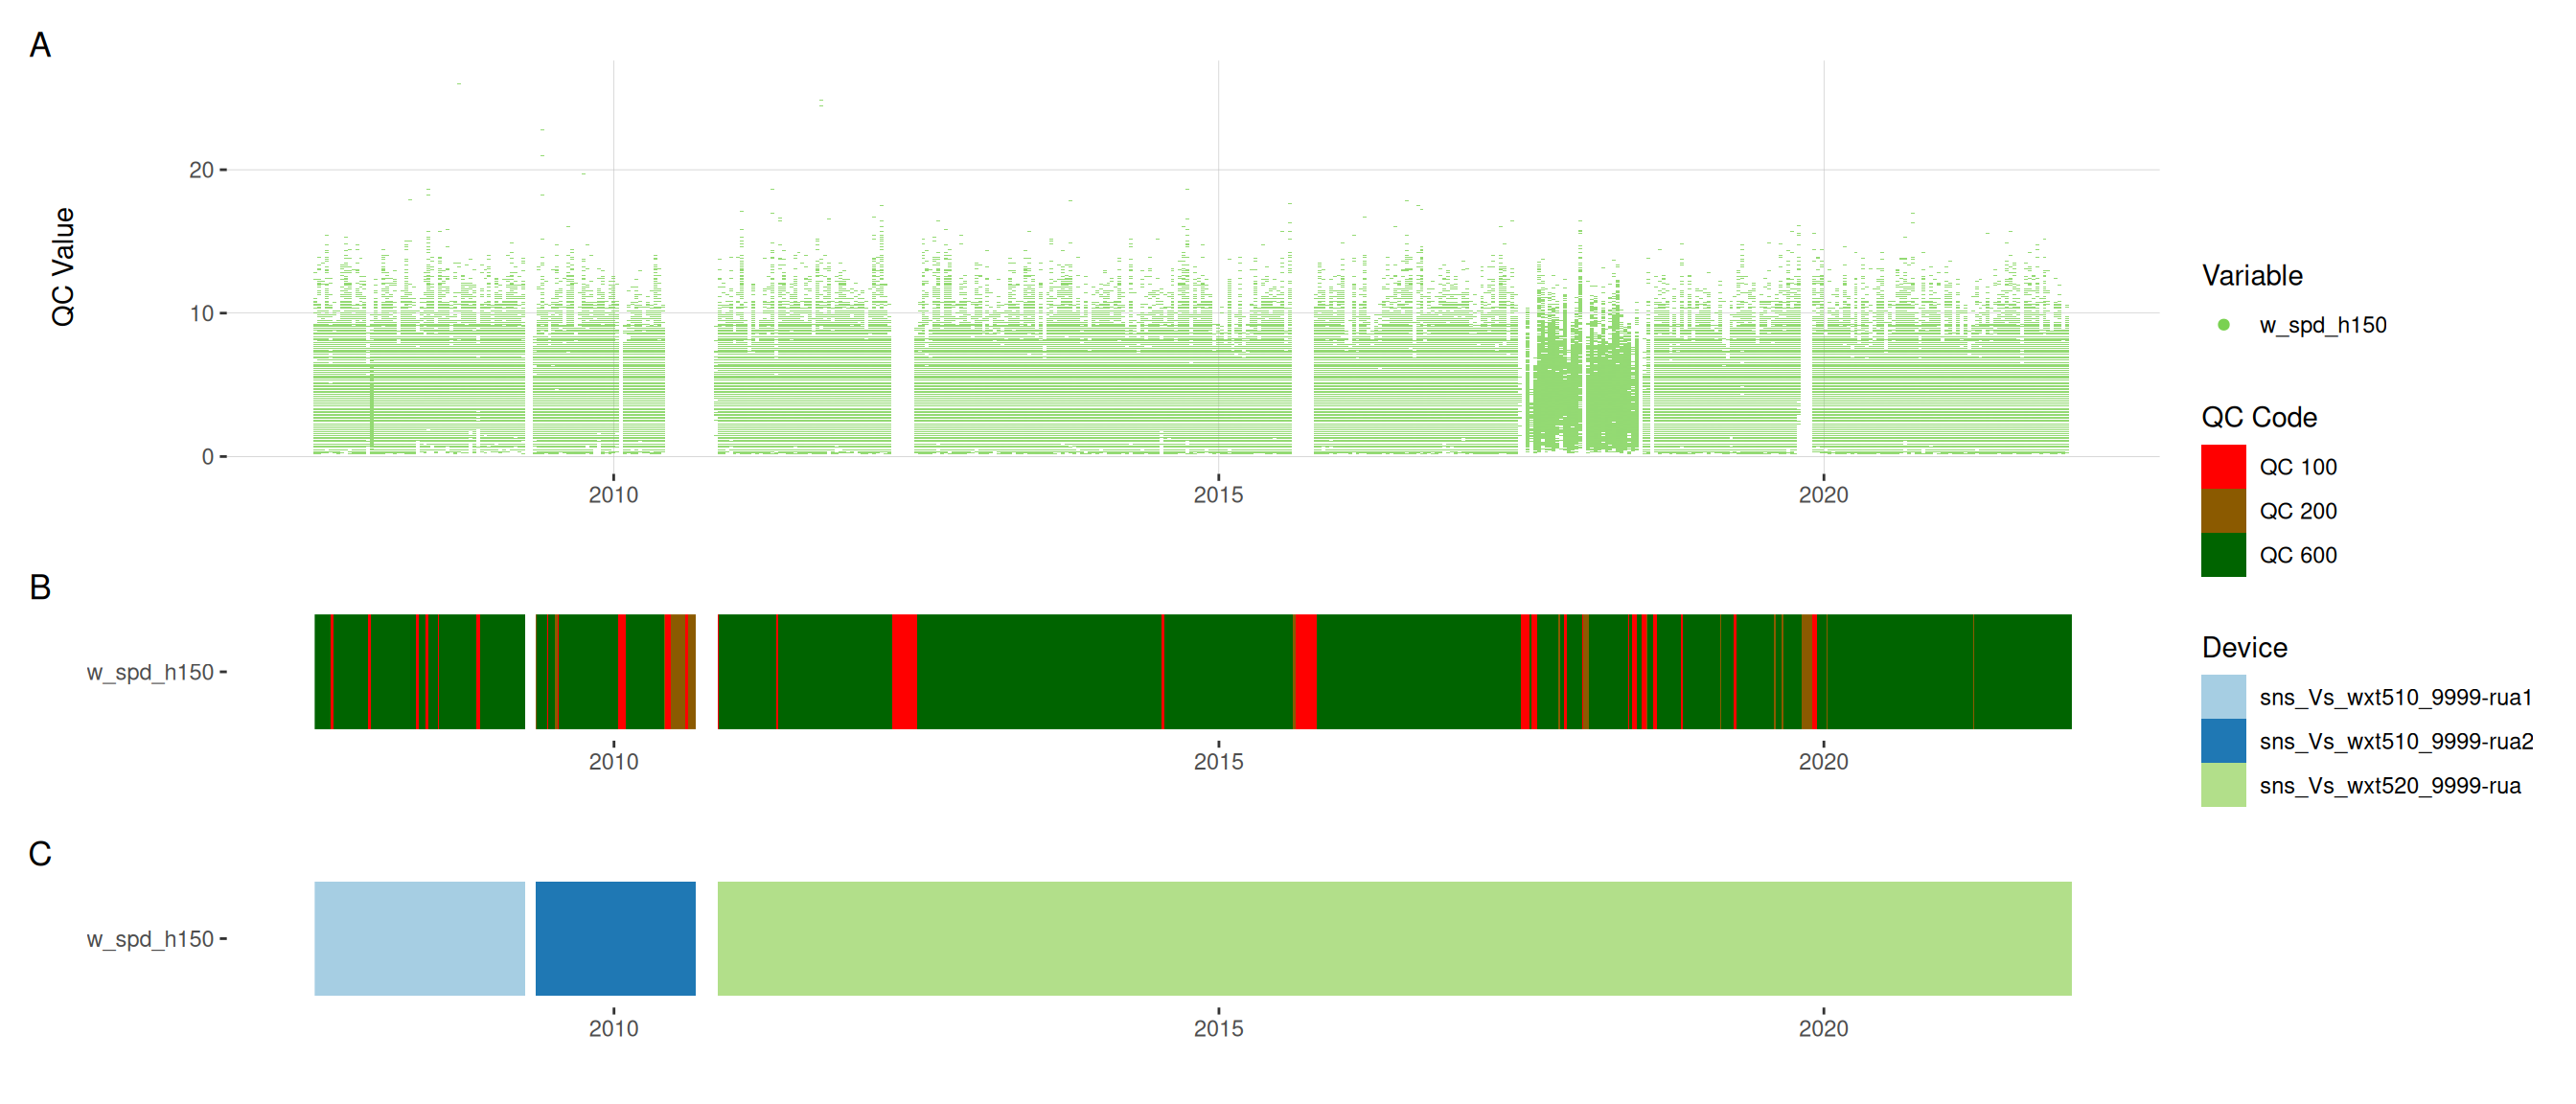 A
QC Value
20
10
0
2010
2015
2020
Variable
w_spd_h150
QC Code
QC 100
QC 200
QC 600
Device
sns_Vs_wxt510_9999-rua1
sns_Vs_wxt510_9999-rua2
sns_Vs_wxt520_9999-rua
B
w_spd_h150
2010
2015
2020
C
w_spd_h150
2010
2015
2020